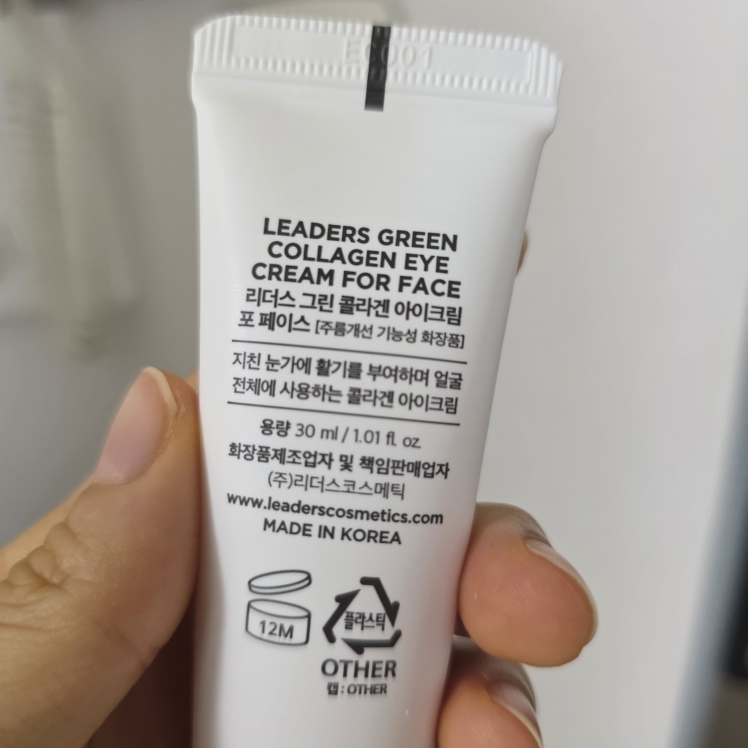 LEADERS GREEN
COLLAGEN EYE
CREAM FOR FACE
리더스 그린 콜라겐 아이크림
포 페이스 [주름개선 기능성 화장품]
지친 눈가에 활기를 부여하며 얼굴
전체에 사용하는 콜라겐 아이크림
용량 30 ml / 1.01 fl. oz.
화장품제조업자 및 책임판매업자
(주)리더스코스메틱
www.leaderscosmetics.com
MADE IN KOREA
12M
플라스틱
OTHER
캡 : OTHER